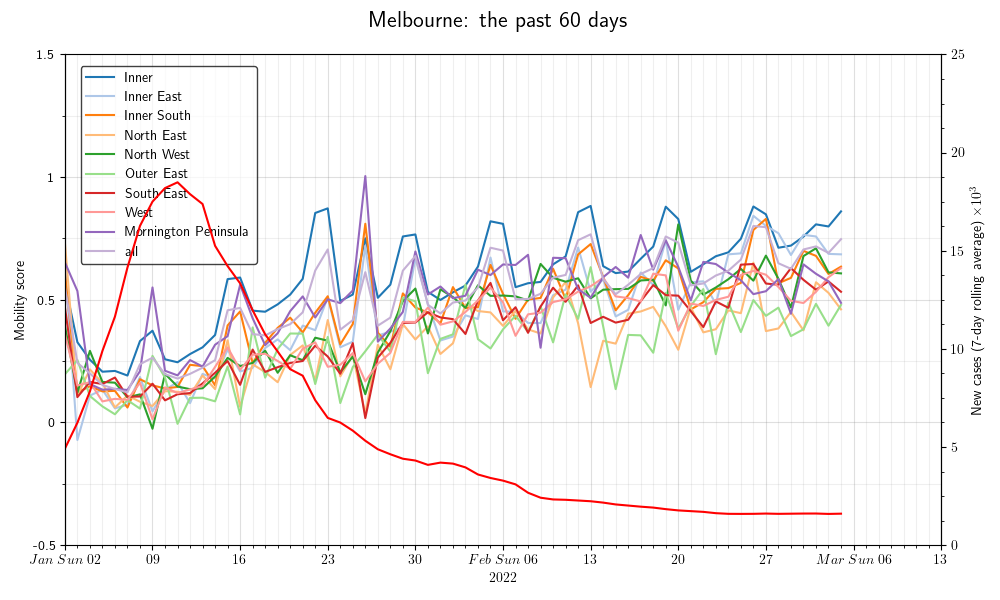 Melbourne: the past 60 days
1.5
1
0.5
0
-0.5
Mobility score
Inner
Inner East
Inner South
North East
North West
Outer East
South East
West
Mornington Peninsula
all
25
20
15
10
5
0
New cases (7-day rolling average) ×10³
Jan Sun 02 09 16 23 30 Feb Sun 06 13 20 27 Mar Sun 06 13
2022